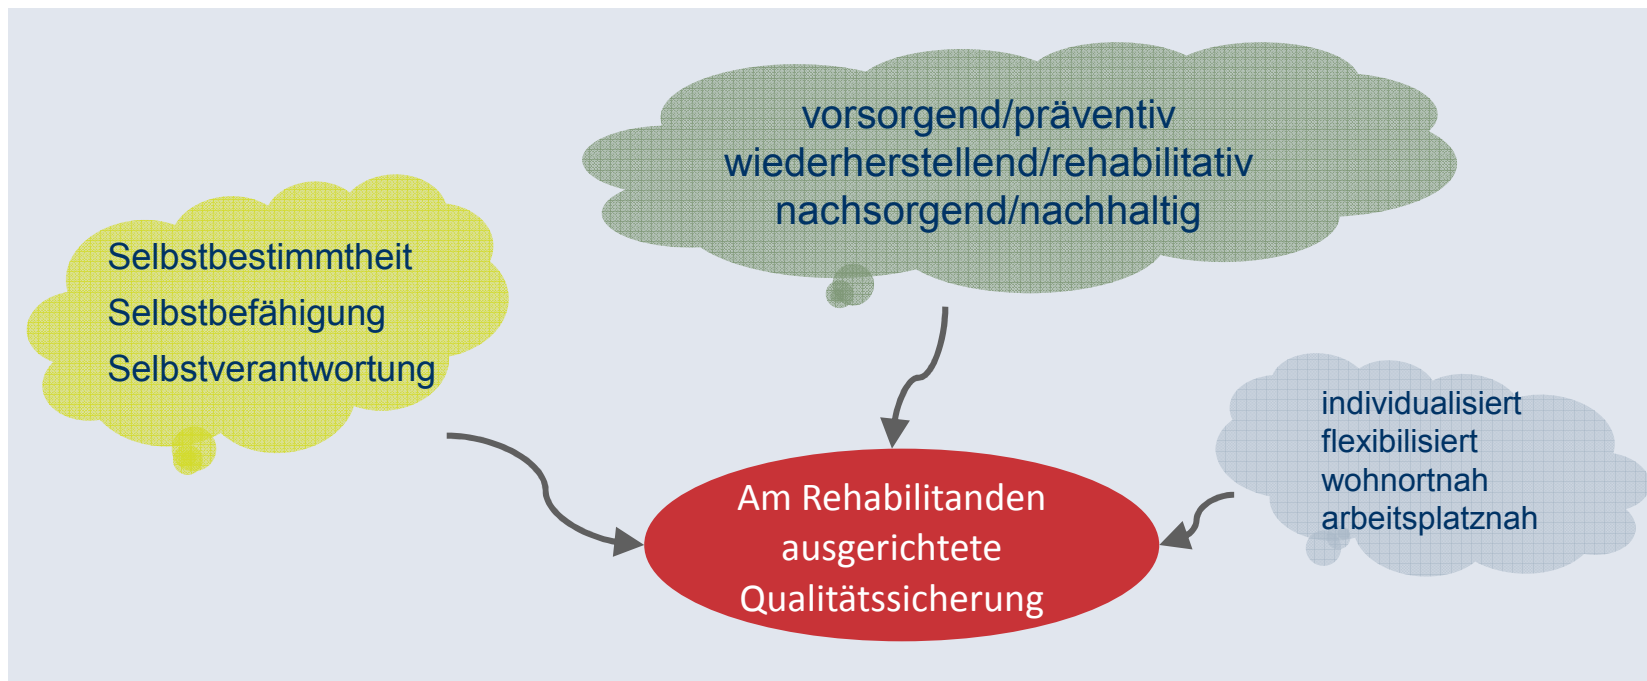 vorsorgend/präventiv
wiederherstellend/rehabilitativ
nachsorgend/nachhaltig
Selbstbestimmtheit
Selbstbefähigung
Selbstverantwortung
individualisiert
flexibilisiert
wohnortnah
arbeitsplatznah
Am Rehabilitanden
ausgerichtete
Qualitätssicherung